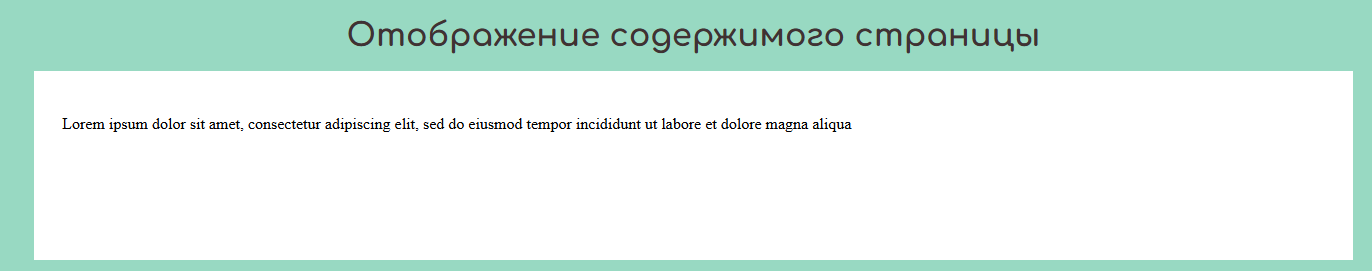 Отображение содержимого страницы
Lorem ipsum dolor sit amet, consectetur adipiscing elit, sed do eiusmod tempor incididunt ut labore et dolore magna aliqua